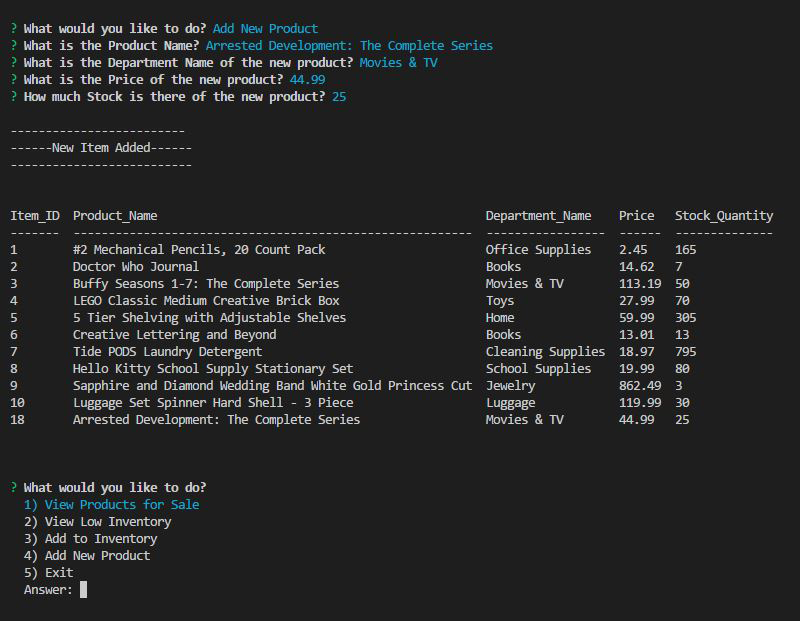 ? What would you like to do? Add New Product
? What is the Product Name? Arrested Development: The Complete Series
? What is the Department Name of the new product? Movies & TV
? What is the Price of the new product? 44.99
? How much Stock is there of the new product? 25
-------------------------
------New Item Added------
--------------------------
Item_ID  Product_Name                                               Department_Name    Price   Stock_Quantity
-------  ---------------------------------------------------------  -----------------  ------  --------------
1        #2 Mechanical Pencils, 20 Count Pack                       Office Supplies    2.45    165
2        Doctor Who Journal                                         Books              14.62   7
3        Buffy Seasons 1-7: The Complete Series                     Movies & TV        113.19  50
4        LEGO Classic Medium Creative Brick Box                     Toys               27.99   70
5        5 Tier Shelving with Adjustable Shelves                    Home               59.99   305
6        Creative Lettering and Beyond                              Books              13.01   13
7        Tide PODS Laundry Detergent                                Cleaning Supplies  18.97   795
8        Hello Kitty School Supply Stationary Set                   School Supplies    19.99   80
9        Sapphire and Diamond Wedding Band White Gold Princess Cut  Jewelry            862.49  3
10       Luggage Set Spinner Hard Shell - 3 Piece                   Luggage            119.99  30
18       Arrested Development: The Complete Series                  Movies & TV        44.99   25
? What would you like to do?
1) View Products for Sale
2) View Low Inventory
3) Add to Inventory
4) Add New Product
5) Exit
Answer: